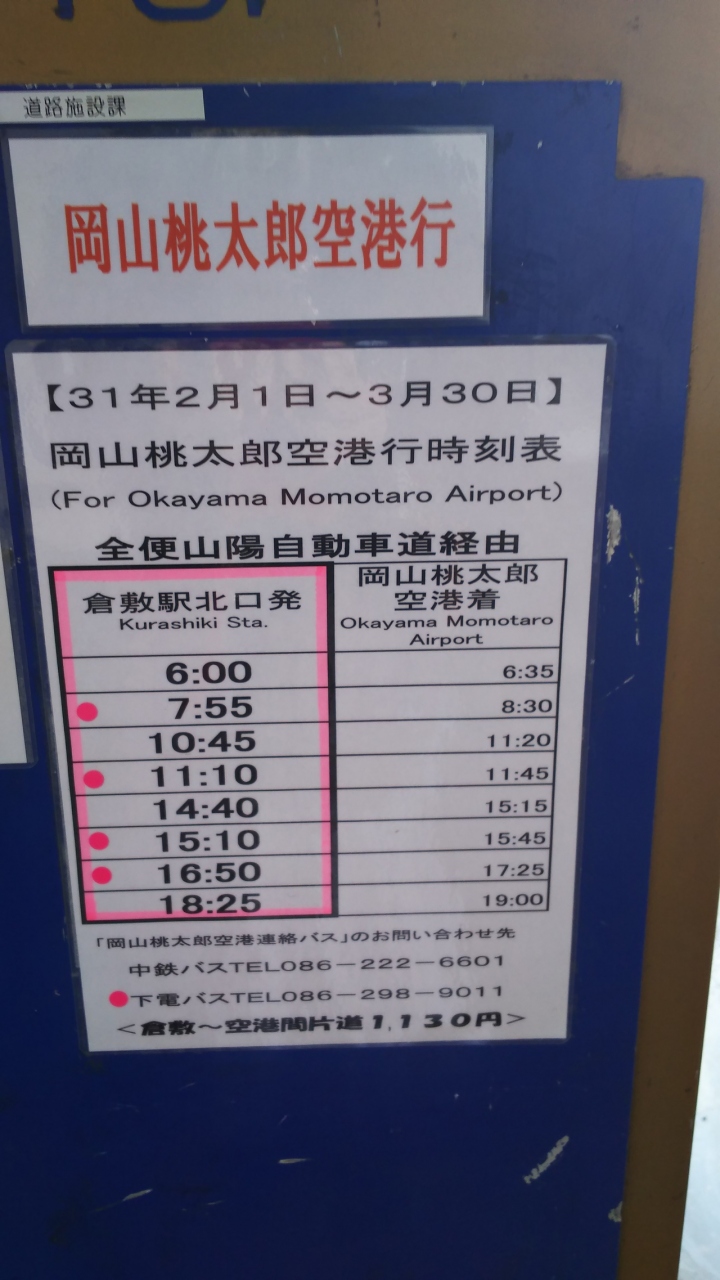 道路施設課
岡山桃太郎空港行
【31年2月1日～3月30日】
岡山桃太郎空港行時刻表
(For Okayama Momotaro Airport)
全便山陽自動車道経由
倉敷駅北口発
Kurashiki Sta.
岡山桃太郎
空港着
Okayama Momotaro
Airport
6:00 6:35
● 7:55 8:30
10:45 11:20
● 11:10 11:45
14:40 15:15
● 15:10 15:45
● 16:50 17:25
18:25 19:00
「岡山桃太郎空港連絡バス」のお問い合わせ先
中鉄バスTEL086－222－6601
●下電バスTEL086－298－9011
＜倉敷～空港間片道1,130円＞